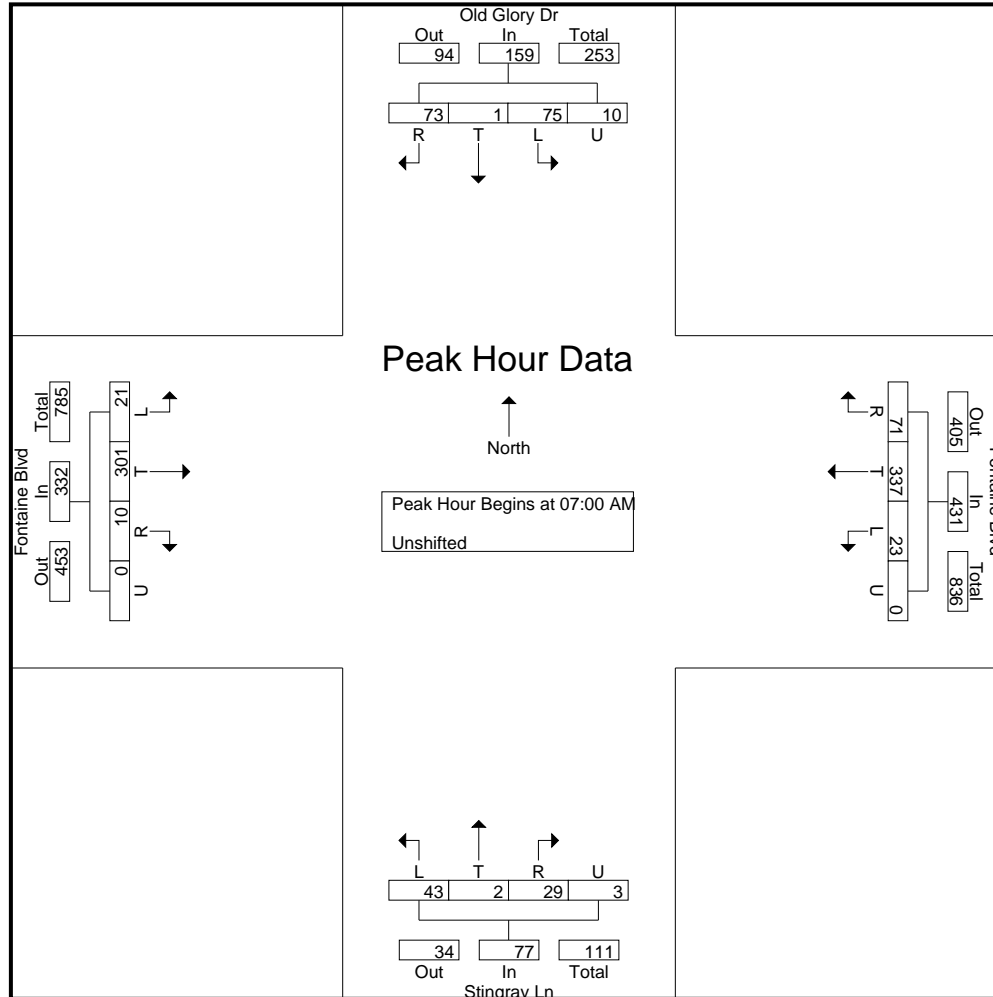 Old Glory Dr
Out In Total
94 159 253
73 1 75 10
R T L U
Peak Hour Data
North
Peak Hour Begins at 07:00 AM
Unshifted
Fontaine Blvd
Total In Out
785 332 453
21 301 10 0
L T R U
R T L U
71 337 23 0
Out In Total
405 431 836
L T R U
43 2 29 3
34 77 111
Out In Total
Stingray Ln